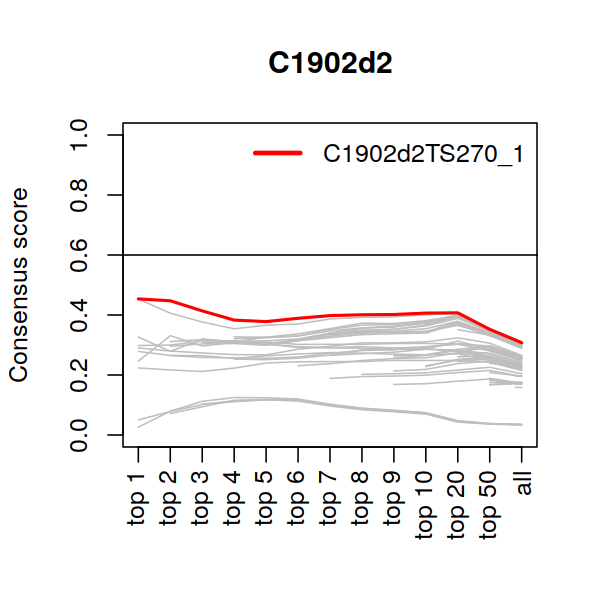 C1902d2
C1902d2TS270_1
Consensus score
1.0
0.8
0.6
0.4
0.2
0.0
top 1
top 2
top 3
top 4
top 5
top 6
top 7
top 8
top 9
top 10
top 20
top 50
all